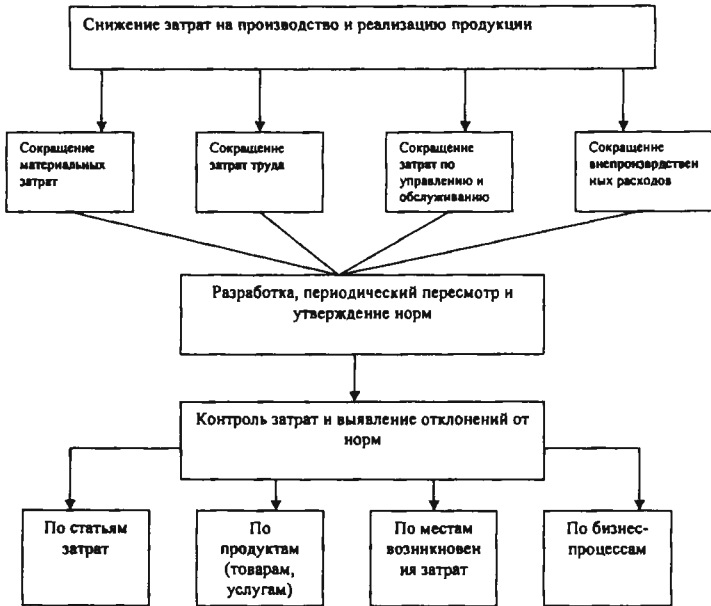 Снижение затрат на производство и реализацию продукции
Сокращение
материальных
затрат
Сокращение
затрат труда
Сокращение
затрат по
управлению и
обслуживанию
Сокращение
внепроизвродствен
ных расходов
Разработка, периодический пересмотр и
утверждение норм
Контроль затрат и выявление отклонений от
норм
По статьям
затрат
По
продуктам
(товарам,
услугам)
По местам
возникновен
ия затрат
По бизнес-
процессам